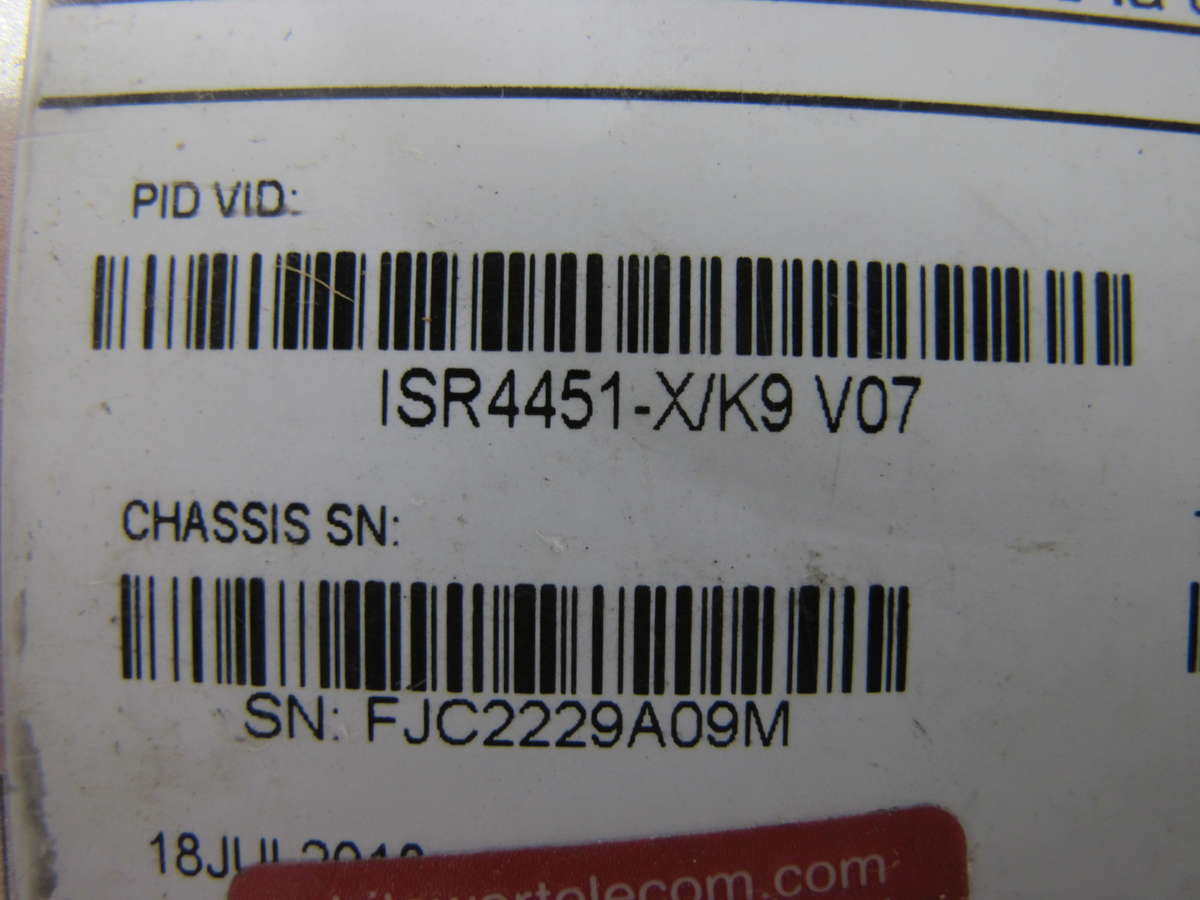 PID VID:
ISR4451-X/K9 V07
CHASSIS SN:
SN: FJC2229A09M